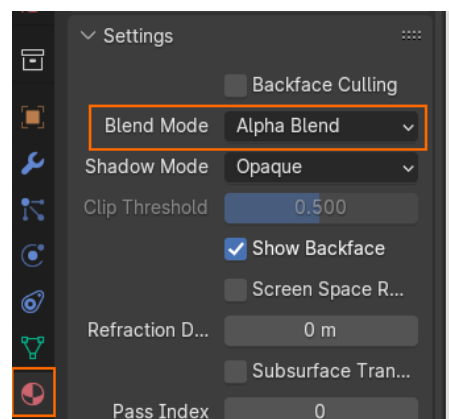 Settings
Backface Culling
Blend Mode Alpha Blend
Shadow Mode Opaque
Clip Threshold 0.500
Show Backface
Screen Space R...
Refraction D... 0 m
Subsurface Tran...
Pass Index 0